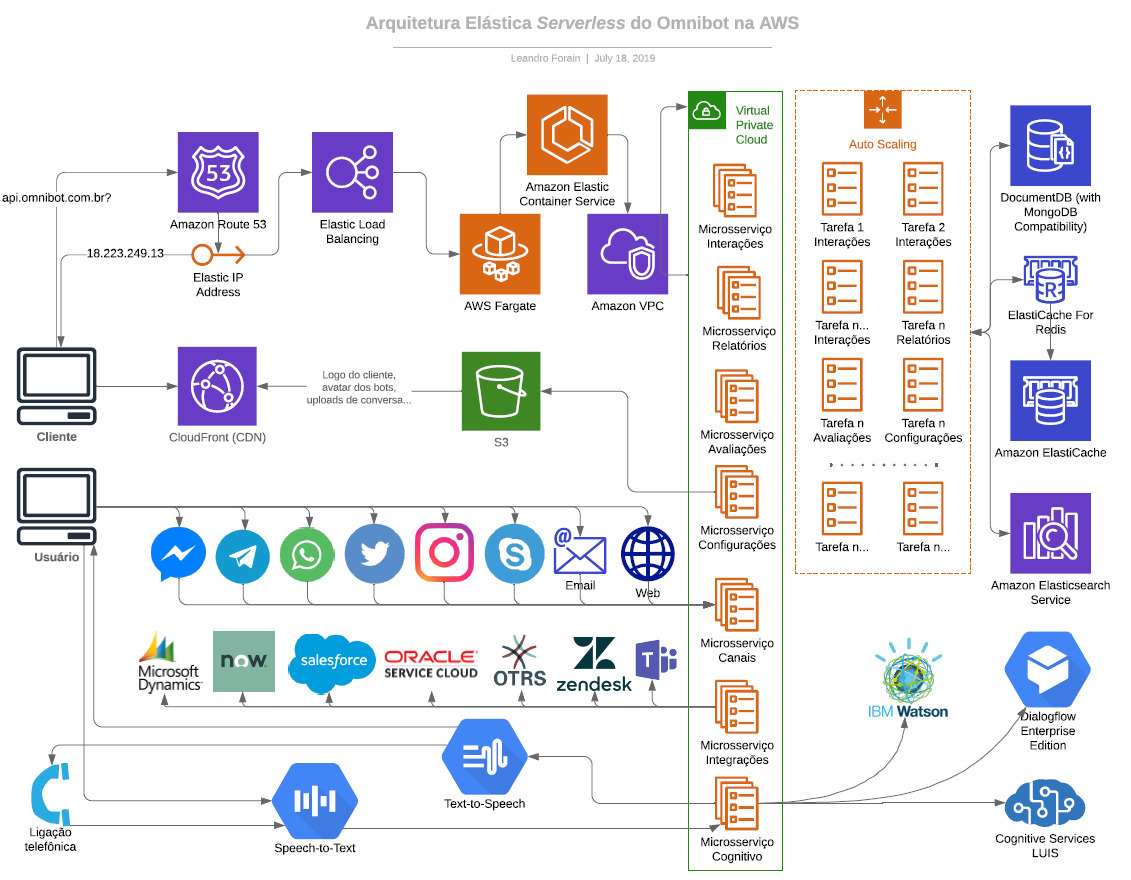 Arquitetura Elástica Serverless do Omnibot na AWS
Leandro Forain | July 18, 2019
api.omnibot.com.br?
53
Amazon Route 53
18.223.249.13
Elastic IP
Address
Elastic Load
Balancing
AWS Fargate
Amazon Elastic
Container Service
Amazon VPC
Cliente
CloudFront (CDN)
Logo do cliente,
avatar dos bots,
uploads de conversa...
S3
Usuário
@
Email
Web
Microsoft
Dynamics
now
salesforce
ORACLE
SERVICE CLOUD
OTRS
zendesk
T
Text-to-Speech
Speech-to-Text
Ligação
telefônica
Virtual
Private
Cloud
Microsserviço
Interações
Microsserviço
Relatórios
Microsserviço
Avaliações
Microsserviço
Configurações
Microsserviço
Canais
Microsserviço
Integrações
Microsserviço
Cognitivo
Auto Scaling
Tarefa 1
Interações
Tarefa 2
Interações
Tarefa n...
Interações
Tarefa n
Relatórios
Tarefa n
Avaliações
Tarefa n
Configurações
Tarefa n...
Tarefa n...
DocumentDB (with
MongoDB
Compatibility)
R
ElastiCache For
Redis
Amazon ElastiCache
Amazon Elasticsearch
Service
IBM Watson
Dialogflow
Enterprise
Edition
Cognitive Services
LUIS